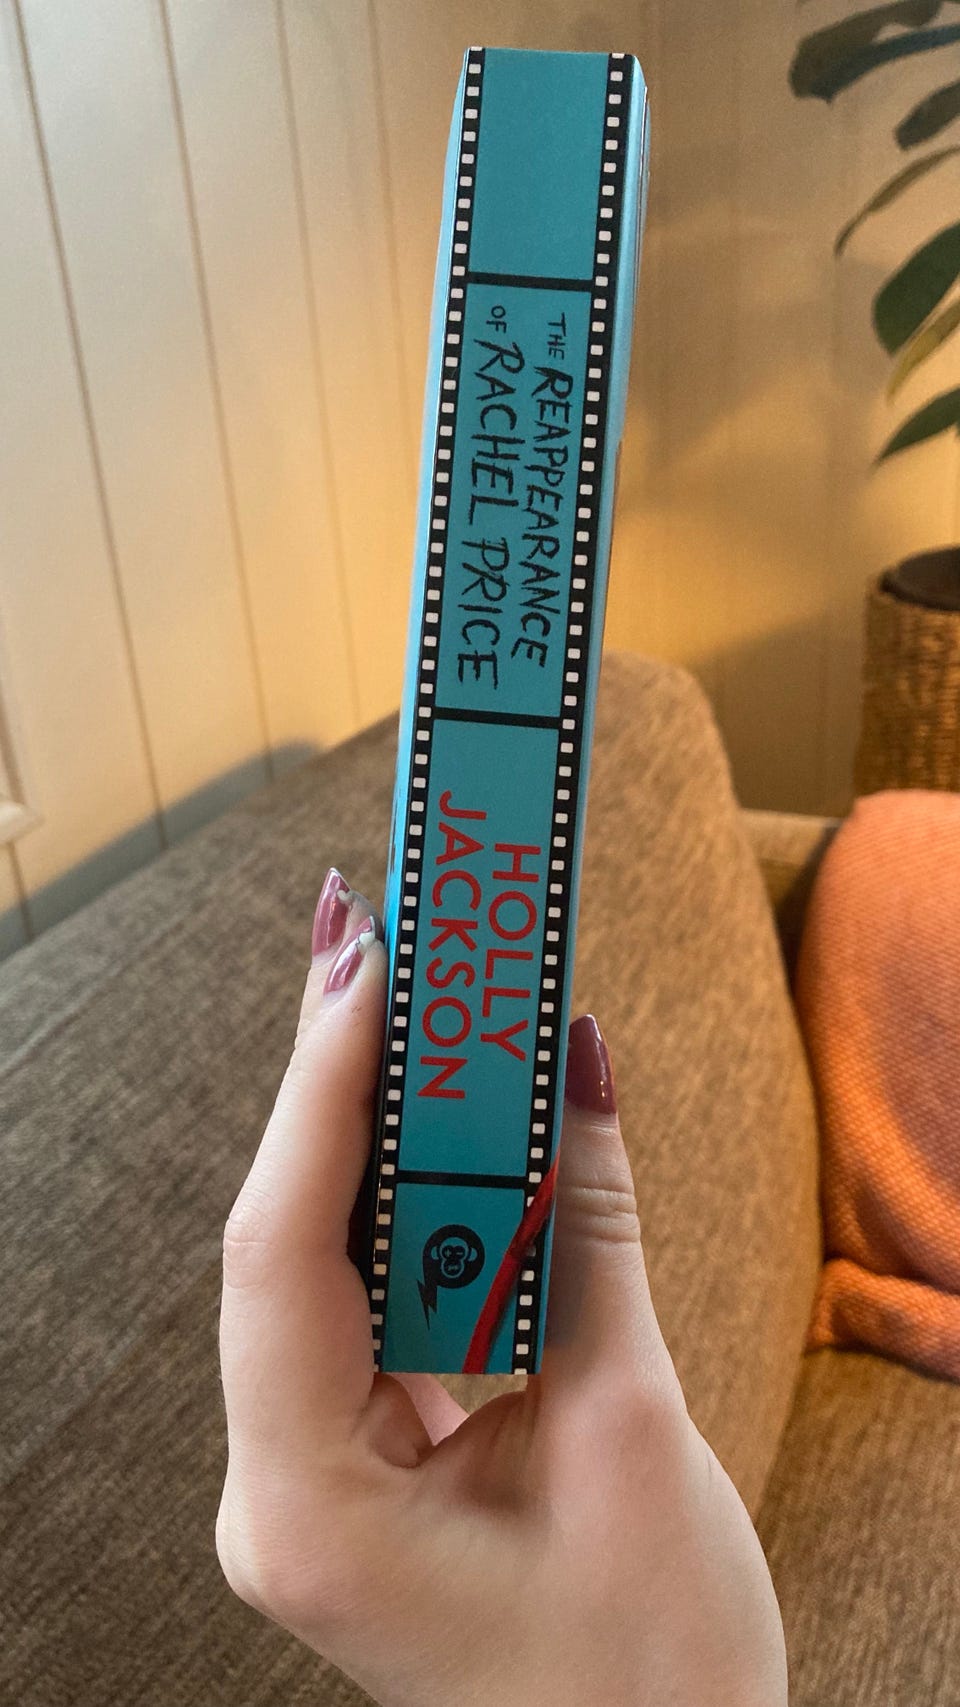 THE REAPPEARANCE
OF RACHEL PRICE
HOLLY
JACKSON